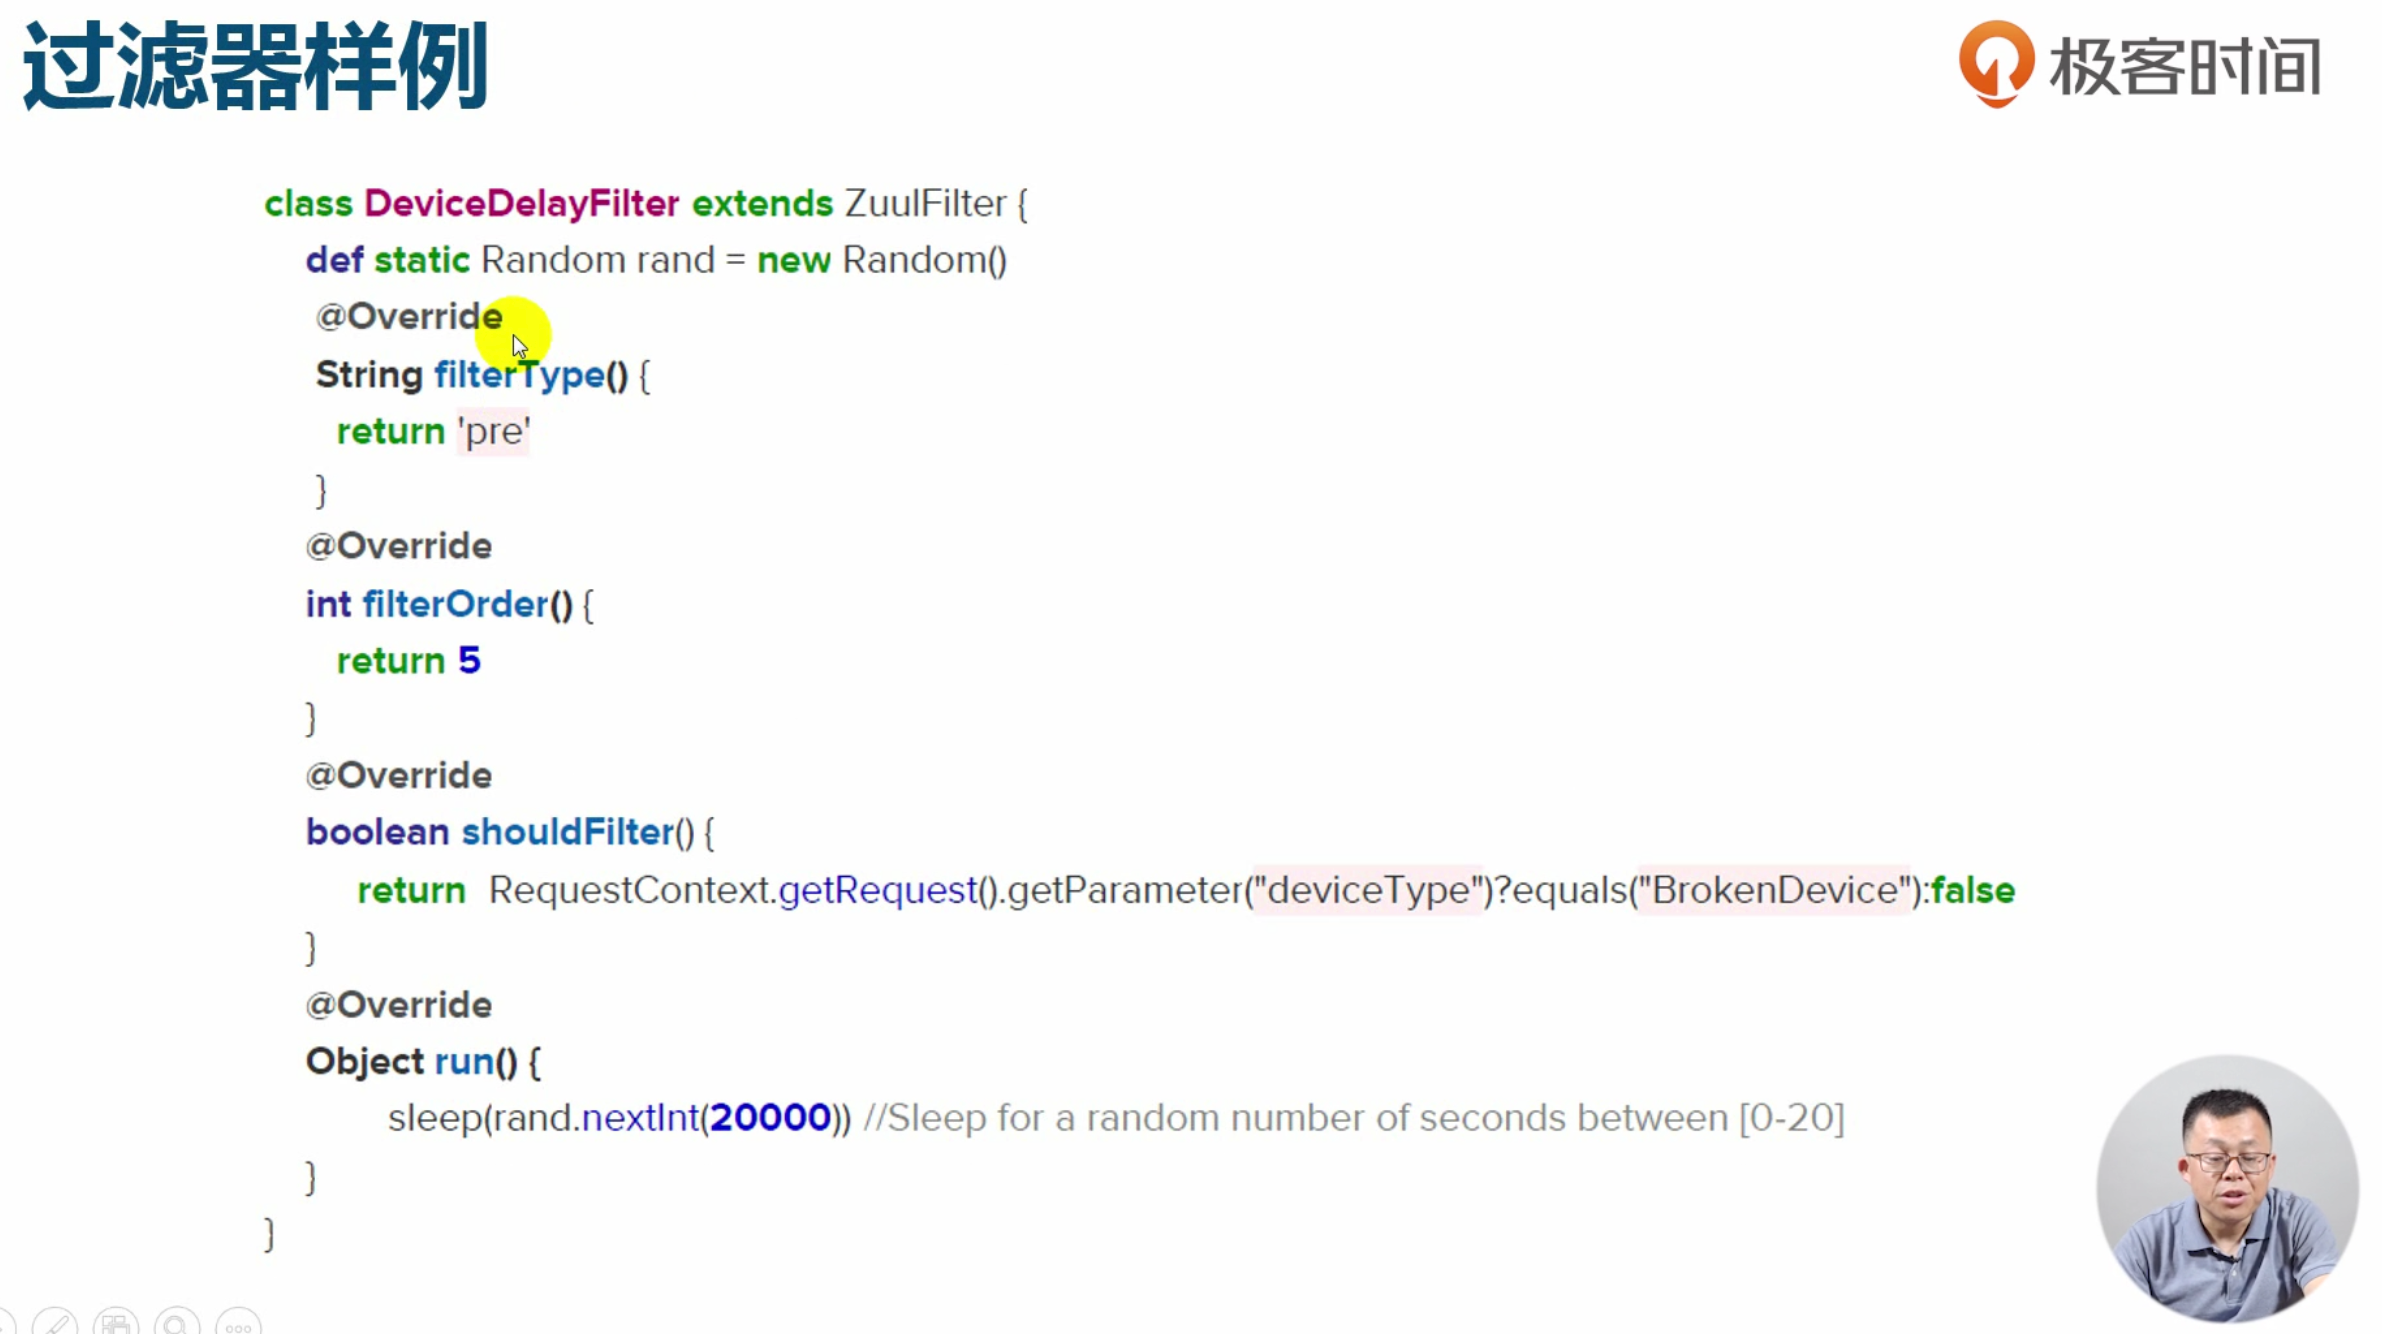 过滤器样例
极客时间
class DeviceDelayFilter extends ZuulFilter {
def static Random rand = new Random()
@Override
String filterType() {
return 'pre'
}
@Override
int filterOrder() {
return 5
}
@Override
boolean shouldFilter() {
return RequestContext.getRequest().getParameter("deviceType")?equals("BrokenDevice"):false
}
@Override
Object run() {
sleep(rand.nextInt(20000)) //Sleep for a random number of seconds between [0-20]
}
}